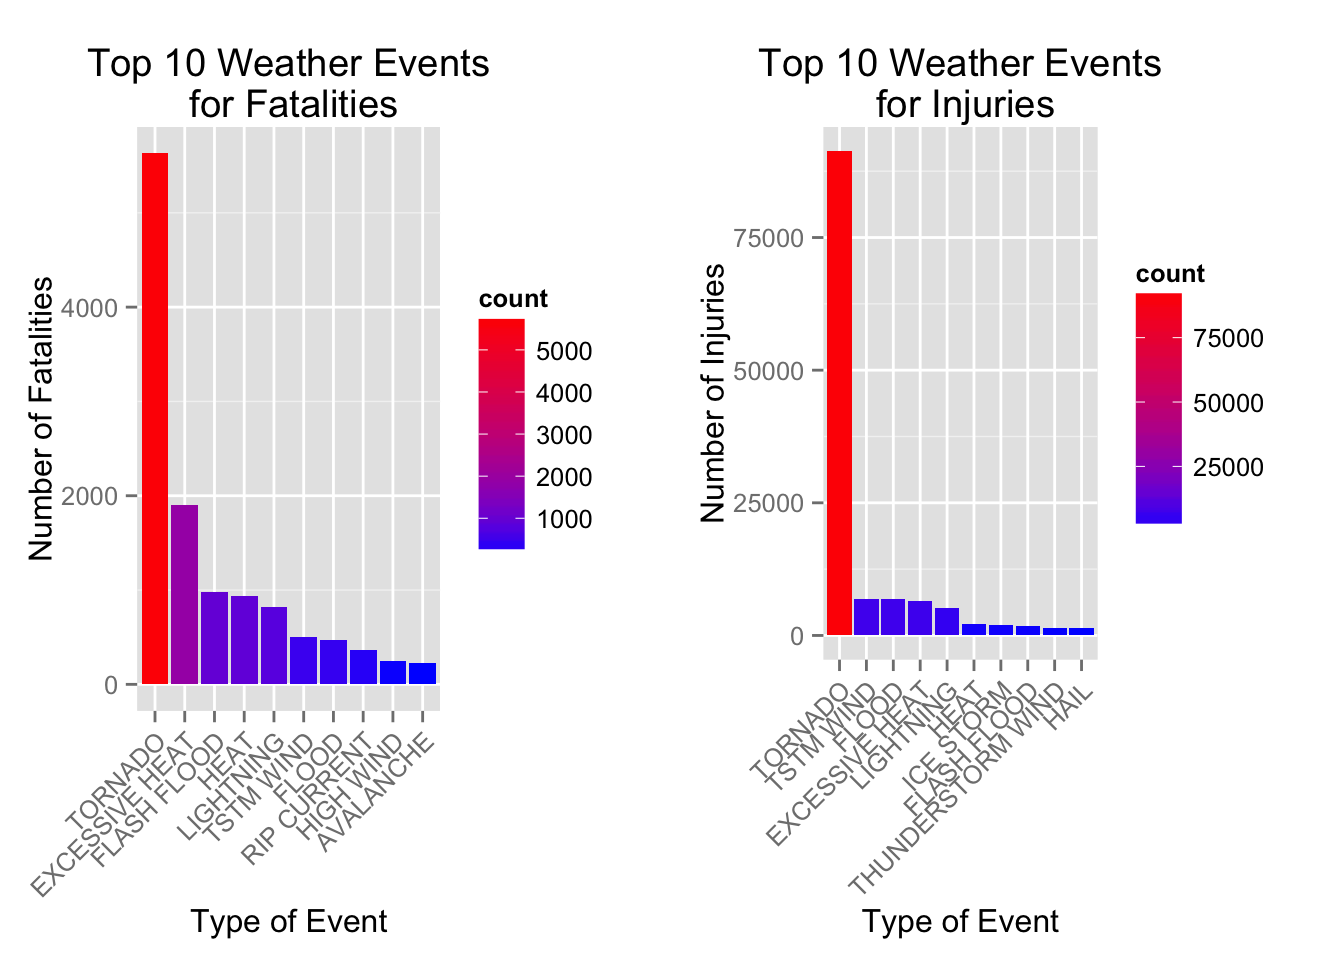 Top 10 Weather Events
for Fatalities
Number of Fatalities
4000
2000
0
TORNADO
EXCESSIVE HEAT
FLASH FLOOD
HEAT
LIGHTNING
TSTM WIND
FLOOD
RIP CURRENT
HIGH WIND
AVALANCHE
Type of Event
count
5000
4000
3000
2000
1000
Top 10 Weather Events
for Injuries
Number of Injuries
75000
50000
25000
0
TORNADO
TSTM WIND
FLOOD
EXCESSIVE HEAT
LIGHTNING
HEAT
ICE STORM
FLASH FLOOD
THUNDERSTORM WIND
HAIL
Type of Event
count
75000
50000
25000